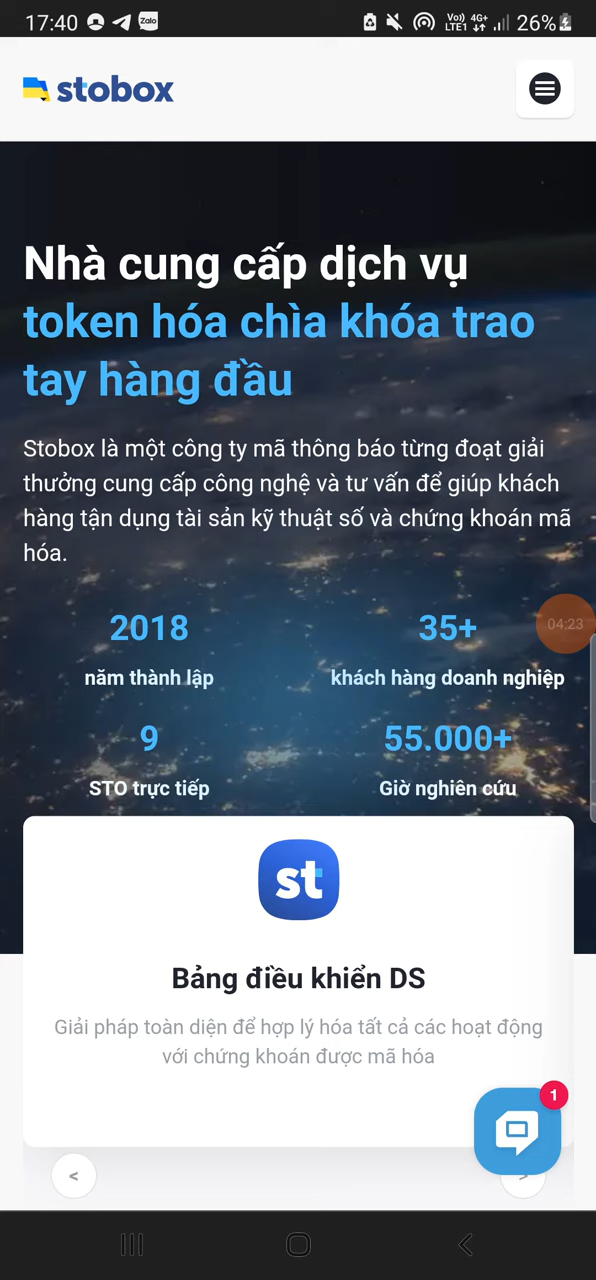 17:40 Zalo Vo)) LTE1 4G+ 26%
stobox
Nhà cung cấp dịch vụ
token hóa chìa khóa trao
tay hàng đầu
Stobox là một công ty mã thông báo từng đoạt giải
thưởng cung cấp công nghệ và tư vấn để giúp khách
hàng tận dụng tài sản kỹ thuật số và chứng khoán mã
hóa.
2018 35+
04:23
năm thành lập khách hàng doanh nghiệp
9 55.000+
STO trực tiếp Giờ nghiên cứu
st
Bảng điều khiển DS
Giải pháp toàn diện để hợp lý hóa tất cả các hoạt động
với chứng khoán được mã hóa
1
< >